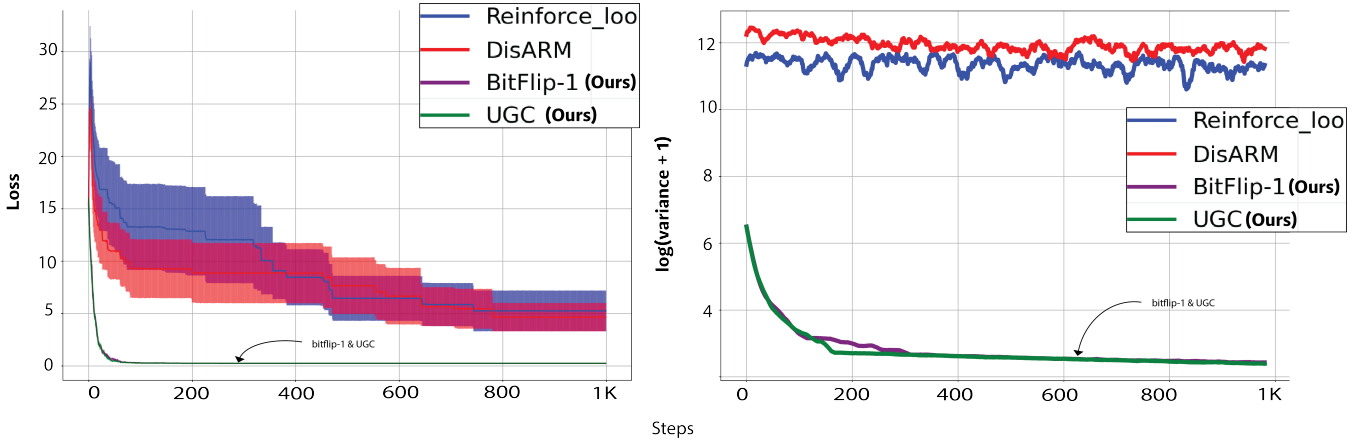 Loss
30
25
20
15
10
5
0
0 200 400 600 800 1K
Reinforce_loo
DisARM
BitFlip-1 (Ours)
UGC (Ours)
bitflip-1 & UGC
log(variance + 1)
12
10
8
6
4
0 200 400 600 800 1K
Reinforce_loo
DisARM
BitFlip-1 (Ours)
UGC (Ours)
bitflip-1 & UGC
Steps